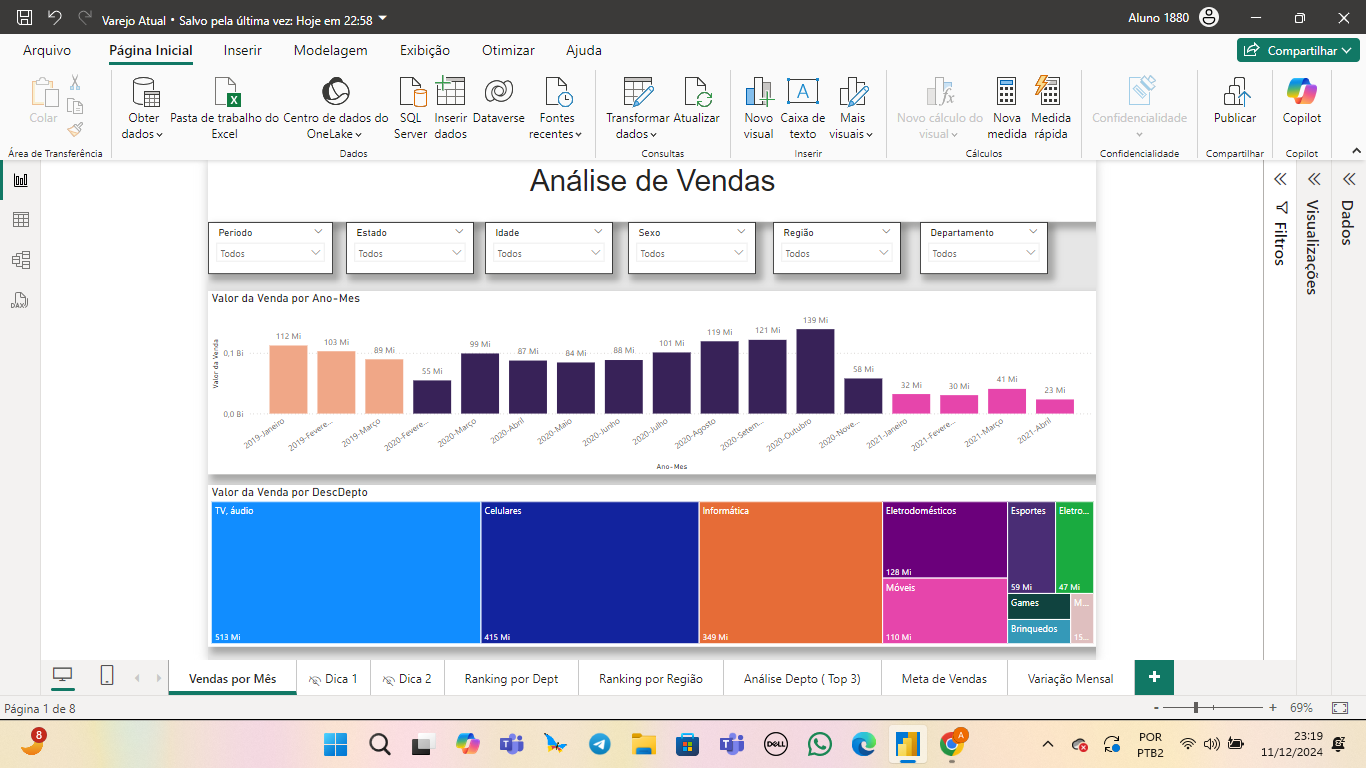 Varejo Atual • Salvo pela última vez: Hoje em 22:58
Aluno 1880
Arquivo Página Inicial Inserir Modelagem Exibição Otimizar Ajuda
Compartilhar
Colar
Obter dados
Pasta de trabalho do Excel
Centro de dados do OneLake
SQL Server
Inserir dados
Dataverse
Fontes recentes
Transformar dados
Atualizar
Novo visual
Caixa de texto
Mais visuais
Novo cálculo do visual
Nova medida
Medida rápida
Confidencialidade
Publicar
Copilot
Área de Transferência
Dados
Consultas
Inserir
Cálculos
Confidencialidade
Compartilhar
Copilot
DAX
Análise de Vendas
Periodo Estado Idade Sexo Região Departamento
Todos Todos Todos Todos Todos Todos
Valor da Venda por Ano-Mes
Valor da Venda
0,1 Bi
0,0 Bi
112 Mi
103 Mi
89 Mi
55 Mi
99 Mi
87 Mi
84 Mi
88 Mi
101 Mi
119 Mi
121 Mi
139 Mi
58 Mi
32 Mi
30 Mi
41 Mi
23 Mi
2019-Janeiro
2019-Fevere...
2019-Março
2020-Fevere...
2020-Março
2020-Abril
2020-Maio
2020-Junho
2020-Julho
2020-Agosto
2020-Setem...
2020-Outubro
2020-Nove...
2021-Janeiro
2021-Fevere...
2021-Março
2021-Abril
Ano-Mes
Valor da Venda por DescDepto
TV, áudio
513 Mi
Celulares
415 Mi
Informática
349 Mi
Eletrodomésticos
128 Mi
Móveis
110 Mi
Esportes
59 Mi
Eletro...
47 Mi
Games
Brinquedos
M...
15...
Filtros
Visualizações
Dados
Vendas por Mês
Dica 1
Dica 2
Ranking por Dept
Ranking por Região
Análise Depto ( Top 3)
Meta de Vendas
Variação Mensal
+
Página 1 de 8
- + 69%
8
DELL
A
POR
PTB2
23:19
11/12/2024